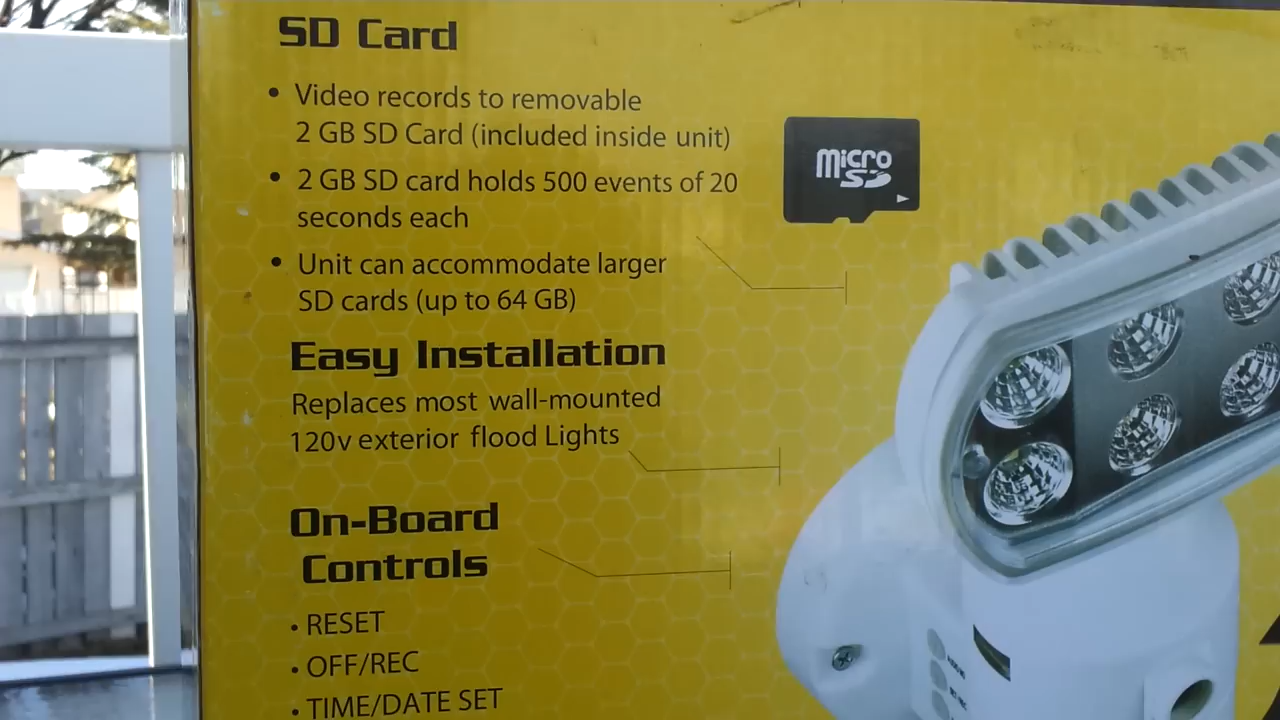 SD Card
• Video records to removable
2 GB SD Card (included inside unit)
• 2 GB SD card holds 500 events of 20
seconds each
• Unit can accommodate larger
SD cards (up to 64 GB)
micro
SD
Easy Installation
Replaces most wall-mounted
120v exterior flood Lights
On-Board
Controls
• RESET
• OFF/REC
• TIME/DATE SET